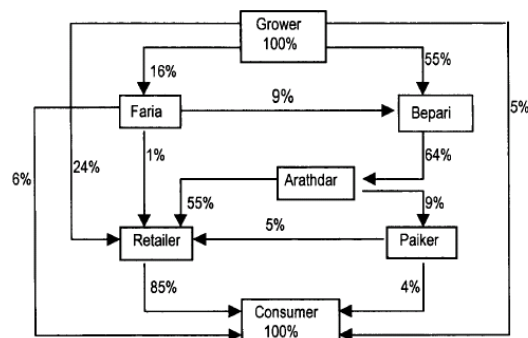 Grower
100%
16%
55%
9%
5%
Faria
Bepari
1%
64%
6%
24%
Arathdar
55%
9%
5%
Retailer
Paiker
85%
4%
Consumer
100%